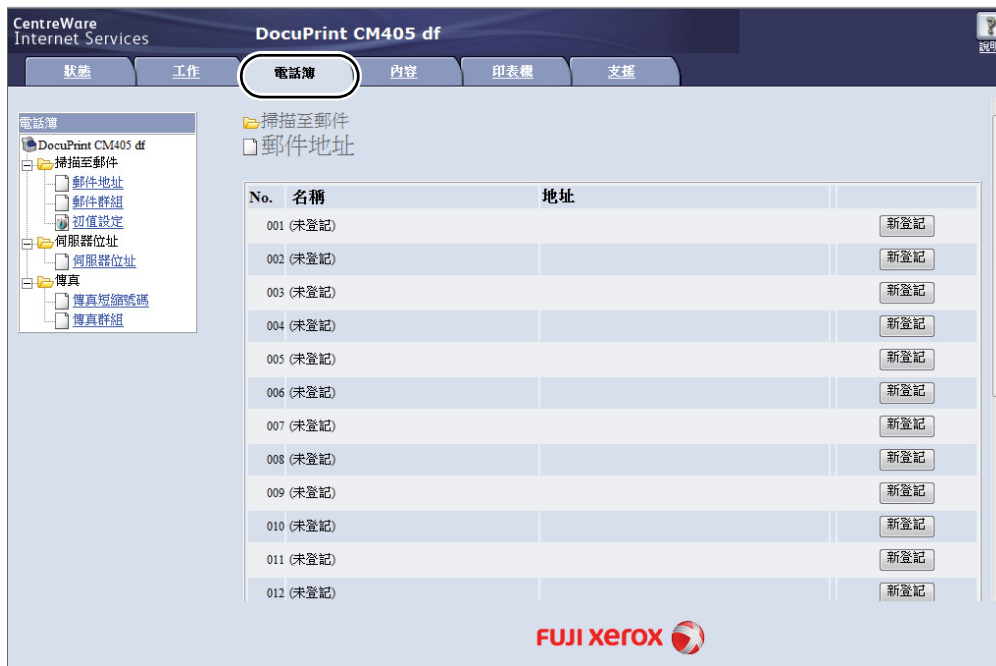 CentreWare
Internet Services
DocuPrint CM405 df
說明
狀態
工作
電話簿
內容
印表機
支援
電話簿
DocuPrint CM405 df
掃描至郵件
郵件地址
郵件群組
初值設定
伺服器位址
伺服器位址
傳真
傳真短縮號碼
傳真群組
掃描至郵件
郵件地址
No. 名稱 地址
001 (未登記) 新登記
002 (未登記) 新登記
003 (未登記) 新登記
004 (未登記) 新登記
005 (未登記) 新登記
006 (未登記) 新登記
007 (未登記) 新登記
008 (未登記) 新登記
009 (未登記) 新登記
010 (未登記) 新登記
011 (未登記) 新登記
012 (未登記) 新登記
FUJI xerox